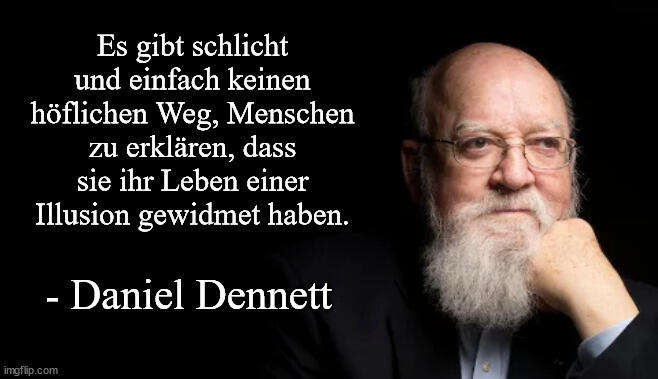 Es gibt schlicht
und einfach keinen
höflichen Weg, Menschen
zu erklären, dass
sie ihr Leben einer
Illusion gewidmet haben.
- Daniel Dennett
imgflip.com